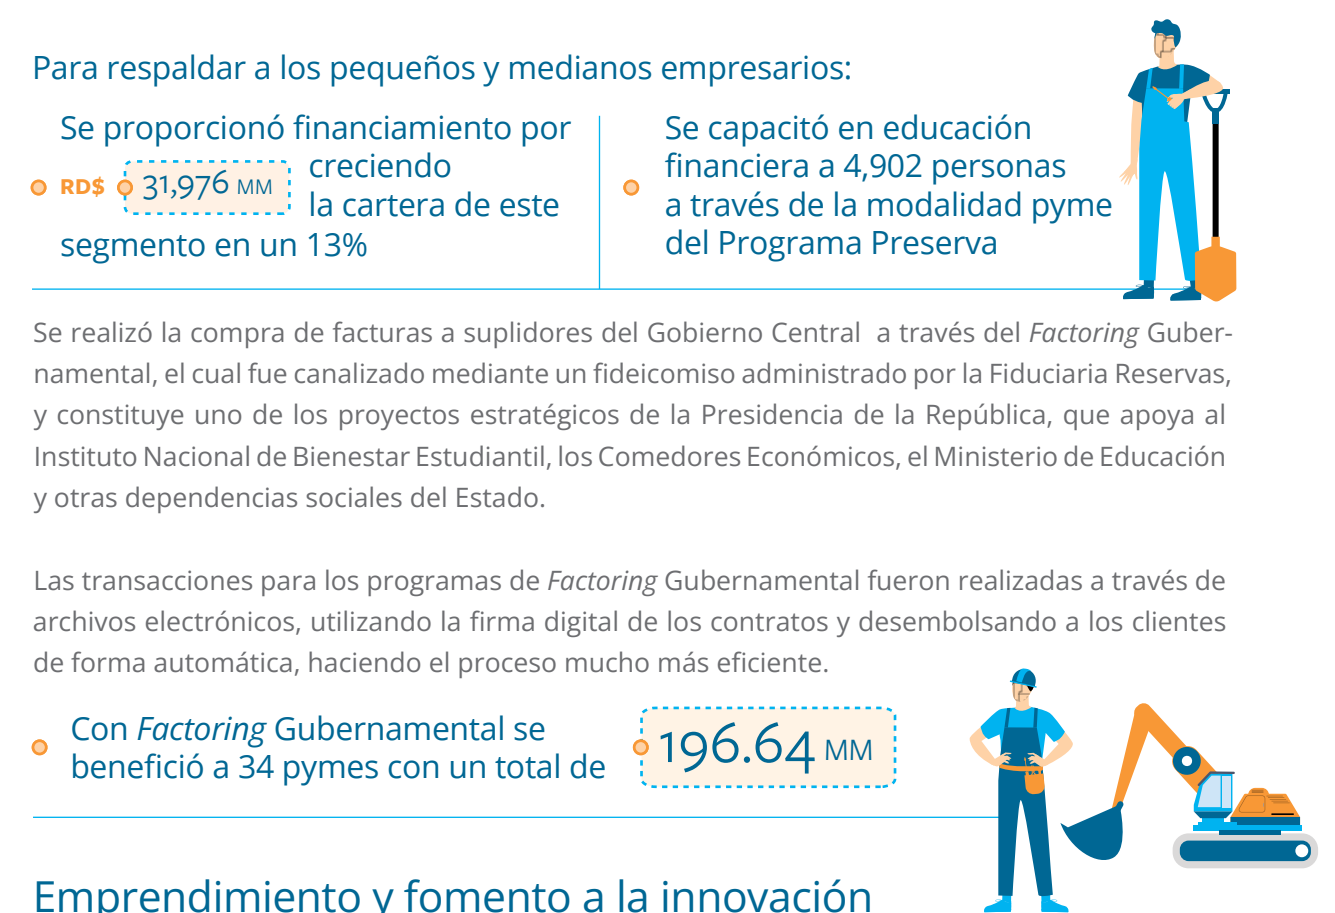 Para respaldar a los pequeños y medianos empresarios:
Se proporcionó financiamiento por
RD$ 31,976 MM creciendo
la cartera de este
segmento en un 13%
Se capacitó en educación
financiera a 4,902 personas
a través de la modalidad pyme
del Programa Preserva
Se realizó la compra de facturas a suplidores del Gobierno Central a través del Factoring Guber-
namental, el cual fue canalizado mediante un fideicomiso administrado por la Fiduciaria Reservas,
y constituye uno de los proyectos estratégicos de la Presidencia de la República, que apoya al
Instituto Nacional de Bienestar Estudiantil, los Comedores Económicos, el Ministerio de Educación
y otras dependencias sociales del Estado.
Las transacciones para los programas de Factoring Gubernamental fueron realizadas a través de
archivos electrónicos, utilizando la firma digital de los contratos y desembolsando a los clientes
de forma automática, haciendo el proceso mucho más eficiente.
Con Factoring Gubernamental se
benefició a 34 pymes con un total de
196.64 MM
Emprendimiento y fomento a la innovación